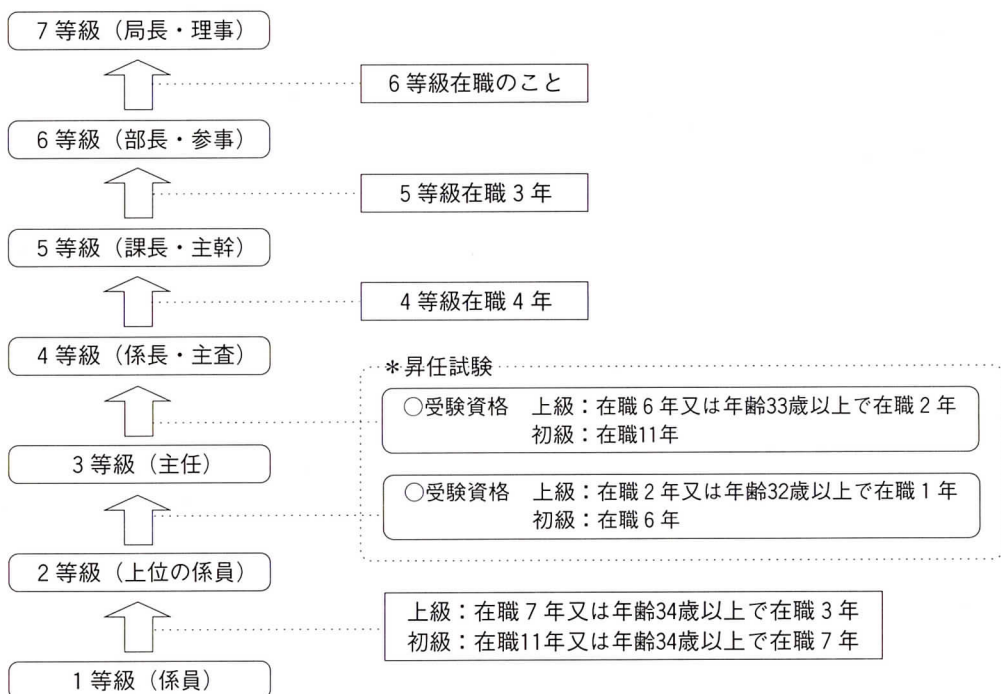 7等級（局長・理事）
6等級在職のこと
6等級（部長・参事）
5等級在職3年
5等級（課長・主幹）
4等級在職4年
4等級（係長・主査）
＊昇任試験
○受験資格　上級：在職6年又は年齢33歳以上で在職2年
初級：在職11年
3等級（主任）
○受験資格　上級：在職2年又は年齢32歳以上で在職1年
初級：在職6年
2等級（上位の係員）
上級：在職7年又は年齢34歳以上で在職3年
初級：在職11年又は年齢34歳以上で在職7年
1等級（係員）